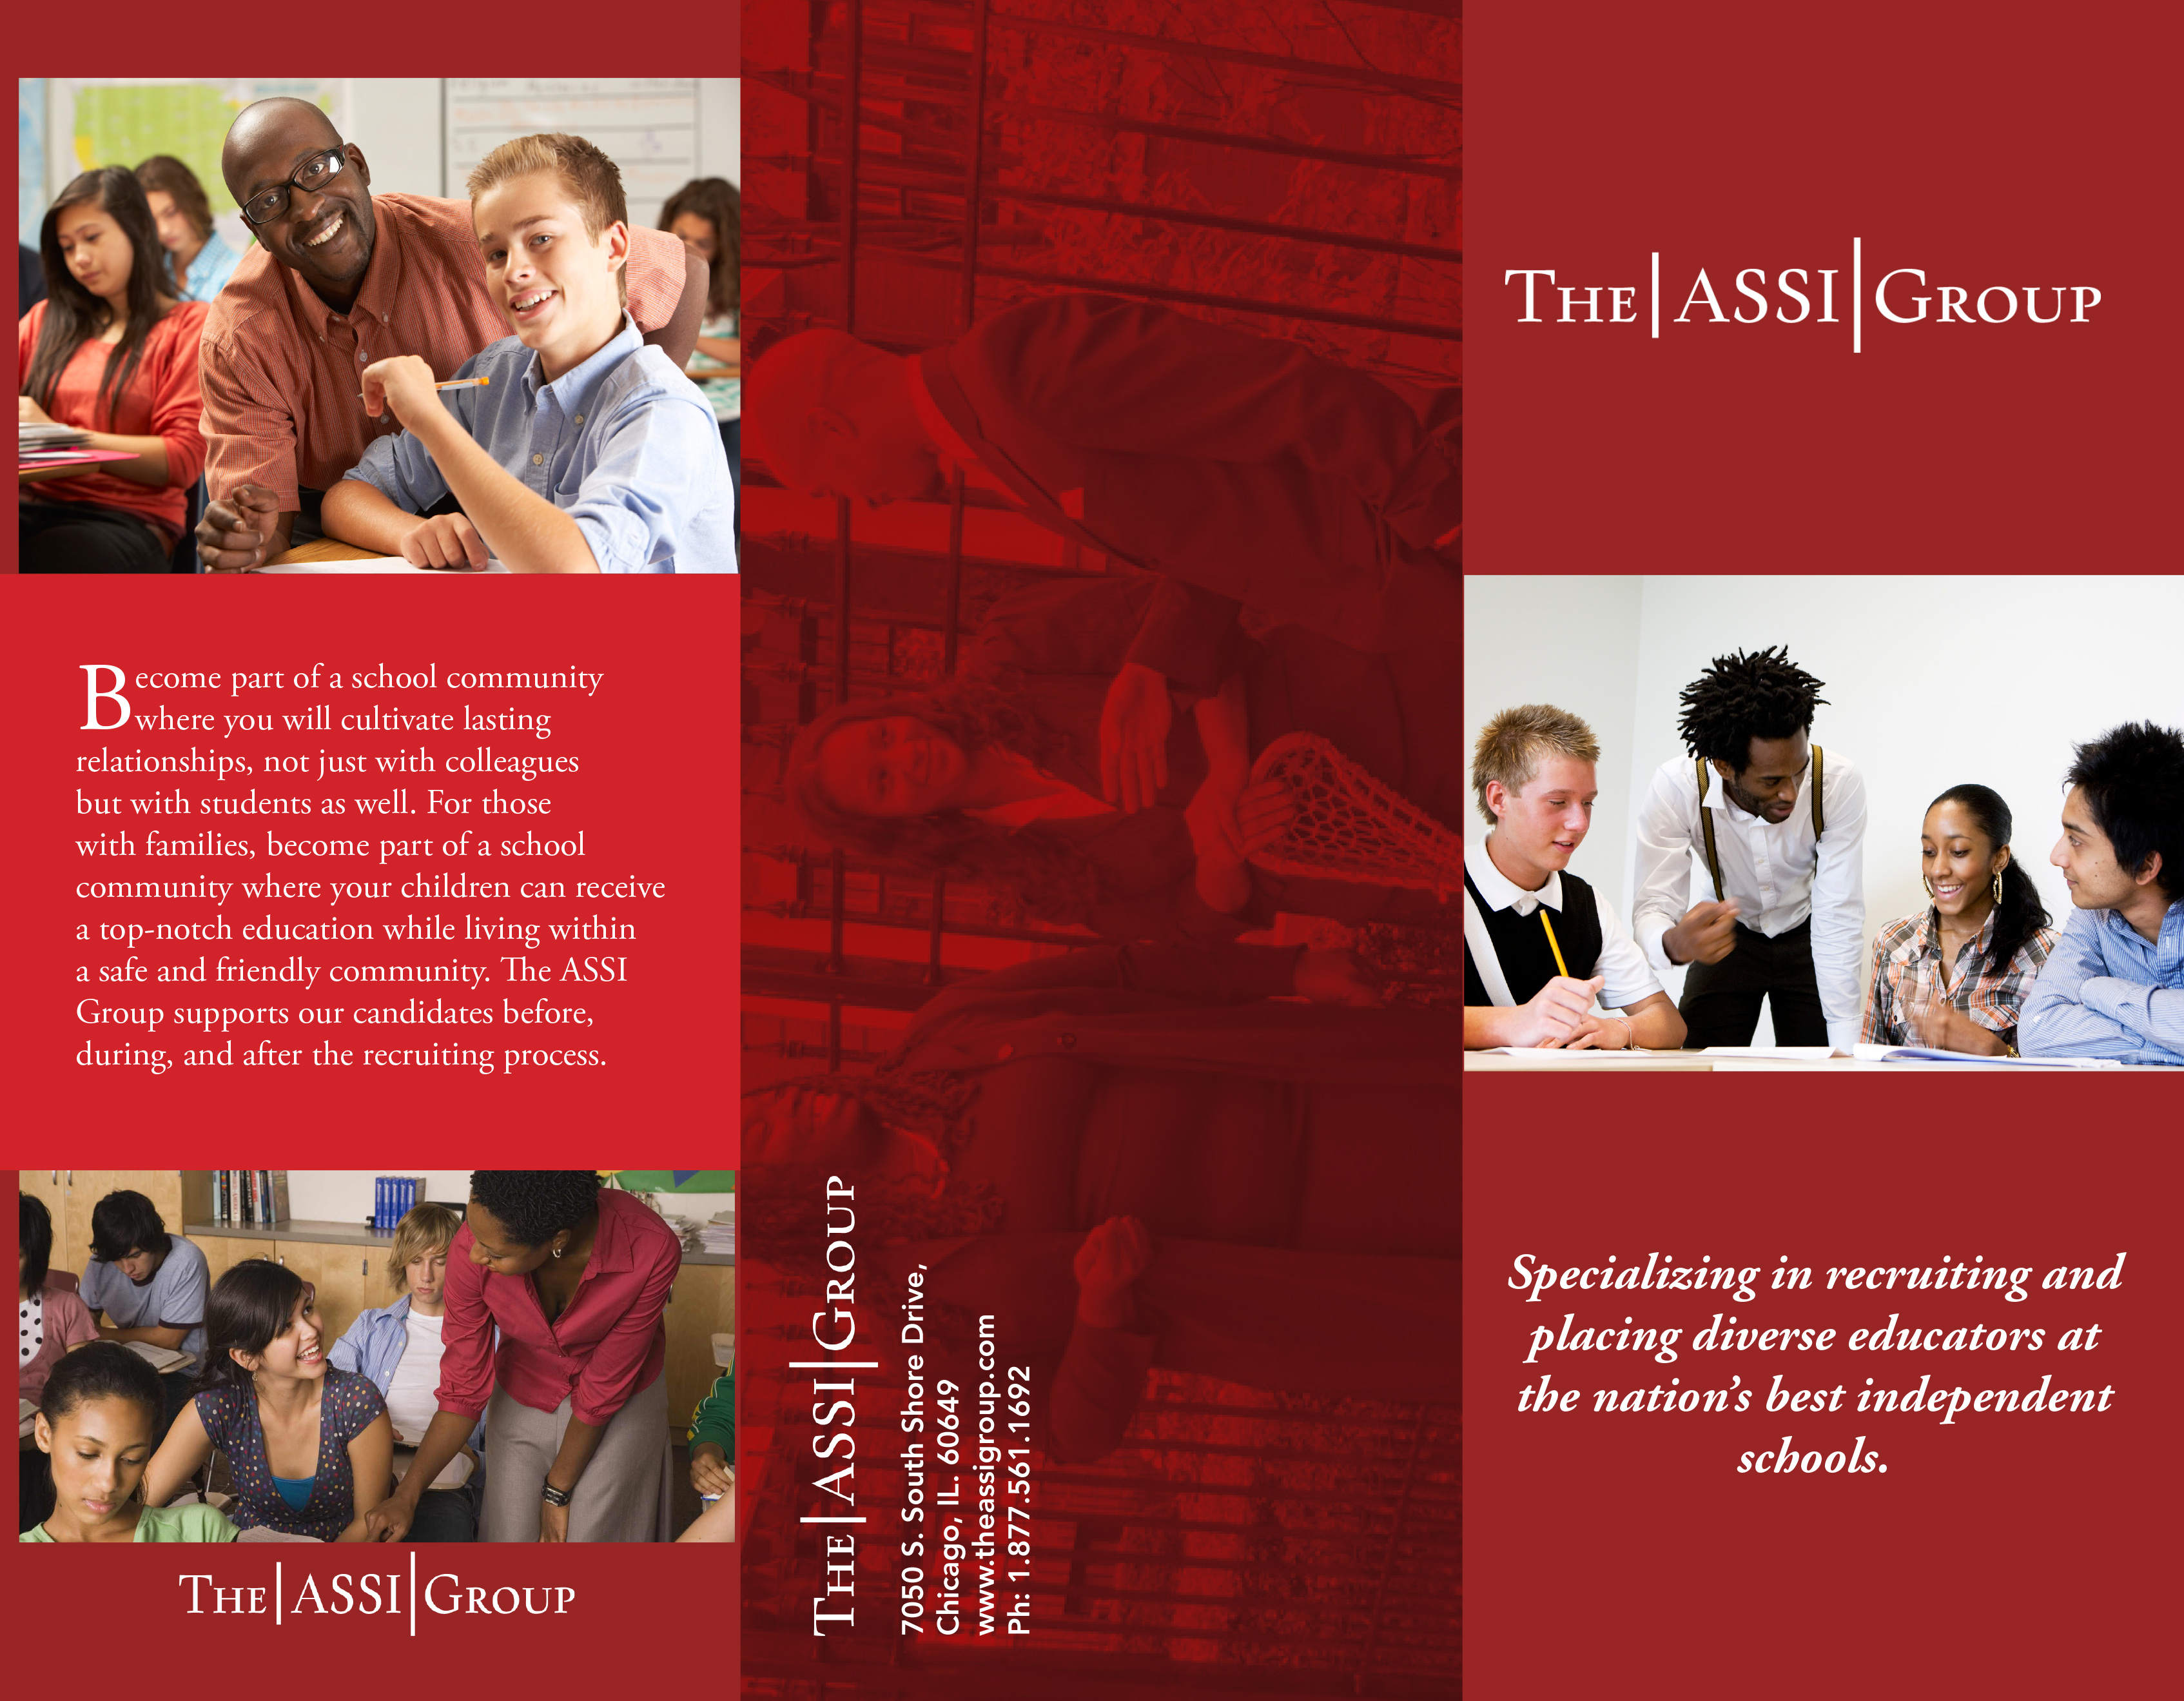 Become part of a school community
where you will cultivate lasting
relationships, not just with colleagues
but with students as well. For those
with families, become part of a school
community where your children can receive
a top-notch education while living within
a safe and friendly community. The ASSI
Group supports our candidates before,
during, and after the recruiting process.
The|ASSI|Group
The|ASSI|Group
7050 S. South Shore Drive,
Chicago, IL. 60649
www.theassigroup.com
Ph: 1.877.561.1692
The|ASSI|Group
Specializing in recruiting and
placing diverse educators at
the nation’s best independent
schools.